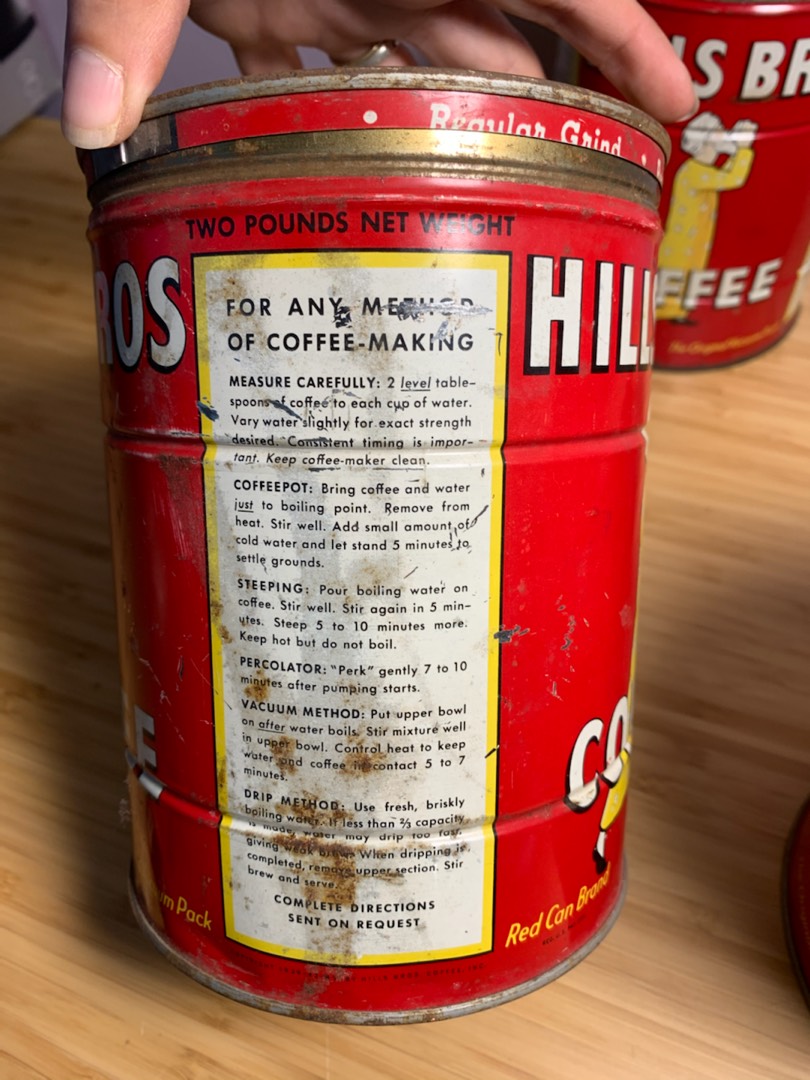 Regular Grind
LS BR
TWO POUNDS NET WEIGHT
ROS
HILL
FFEE
FOR ANY METHOD
OF COFFEE-MAKING
MEASURE CAREFULLY: 2 level table-
spoons of coffee to each cup of water.
Vary water slightly for exact strength
desired. Consistent timing is impor-
tant. Keep coffee-maker clean.
COFFEEPOT: Bring coffee and water
just to boiling point. Remove from
heat. Stir well. Add small amount of
cold water and let stand 5 minutes to
settle grounds.
STEEPING: Pour boiling water on
coffee. Stir well. Stir again in 5 min-
utes. Steep 5 to 10 minutes more.
Keep hot but do not boil.
PERCOLATOR: "Perk" gently 7 to 10
minutes after pumping starts.
VACUUM METHOD: Put upper bowl
on after water boils. Stir mixture well
in upper bowl. Control heat to keep
water and coffee in contact 5 to 7
minutes.
DRIP METHOD: Use fresh, briskly
boiling water. If less than ⅔ capacity
is made, water may drip too fast,
giving weak brew. When dripping is
completed, remove upper section. Stir
brew and serve.
COMPLETE DIRECTIONS
SENT ON REQUEST
E
CO
um Pack
Red Can Brand